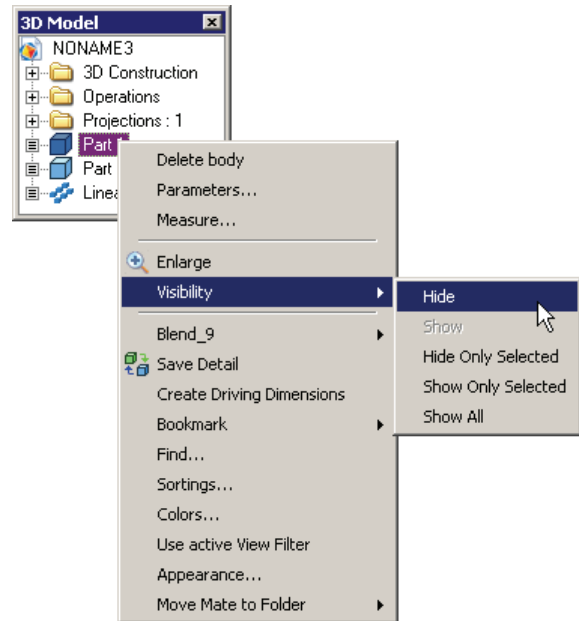 3D Model
NONAME3
3D Construction
Operations
Projections : 1
Part
Part
Delete body
Parameters...
Measure...
Enlarge
Visibility
Blend_9
Save Detail
Create Driving Dimensions
Bookmark
Find...
Sortings...
Colors...
Use active View Filter
Appearance...
Move Mate to Folder
Hide
Show
Hide Only Selected
Show Only Selected
Show All